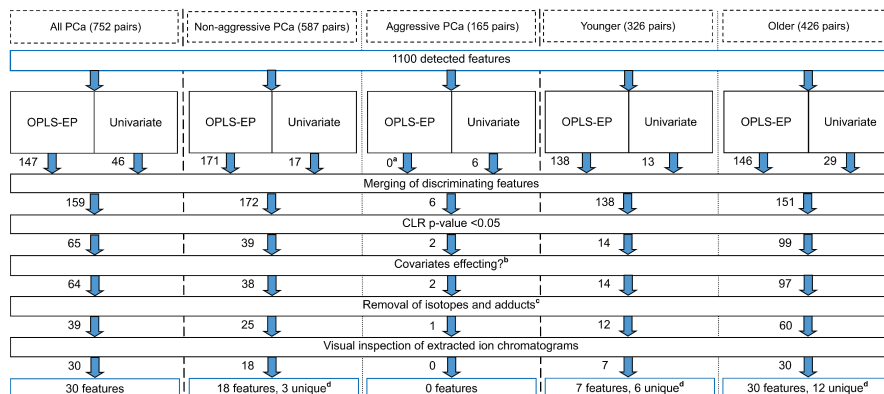 All PCa (752 pairs) Non-aggressive PCa (587 pairs) Aggressive PCa (165 pairs) Younger (326 pairs) Older (426 pairs)
1100 detected features
OPLS-EP Univariate OPLS-EP Univariate OPLS-EP Univariate OPLS-EP Univariate OPLS-EP Univariate
147 46 171 17 0ᵃ 6 138 13 146 29
Merging of discriminating features
159 172 6 138 151
CLR p-value <0.05
65 39 2 14 99
Covariates effecting?ᵇ
64 38 2 14 97
Removal of isotopes and adductsᶜ
39 25 1 12 60
Visual inspection of extracted ion chromatograms
30 18 0 7 30
30 features 18 features, 3 uniqueᵈ 0 features 7 features, 6 uniqueᵈ 30 features, 12 uniqueᵈ